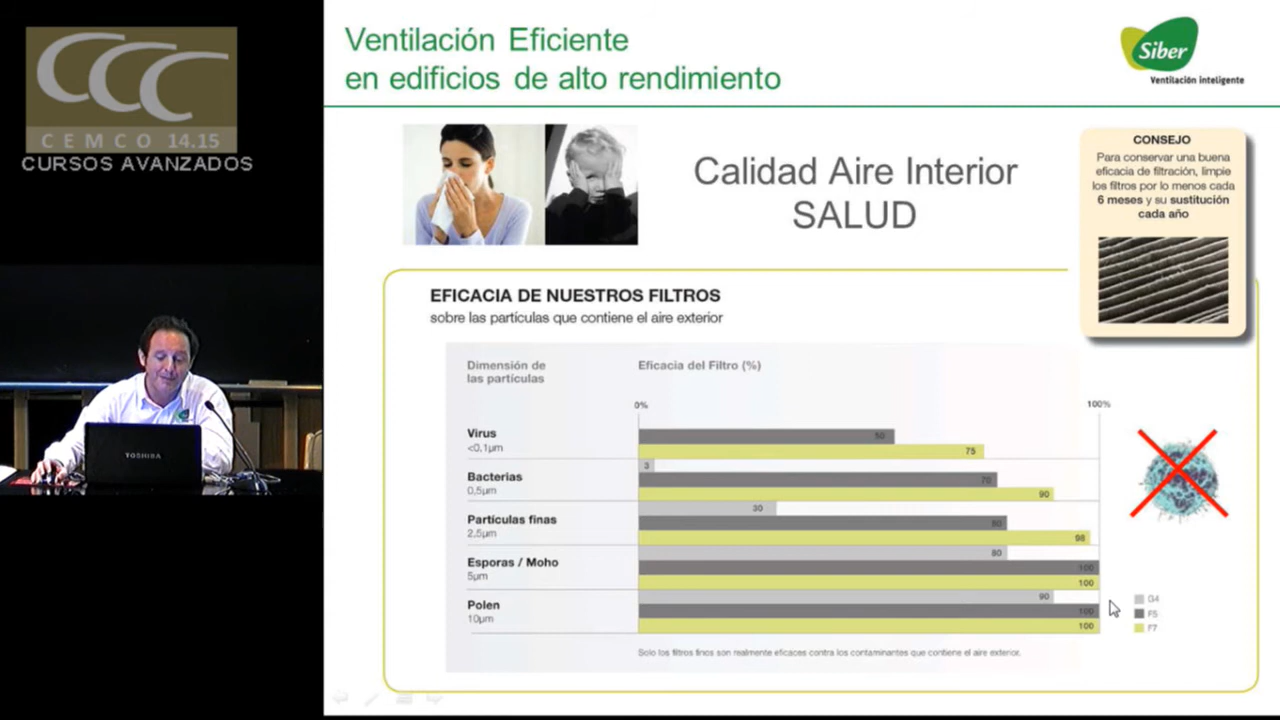 CCC
CEMCO 14.15
CURSOS AVANZADOS
TOSHIBA
Ventilación Eficiente
en edificios de alto rendimiento
Siber
Ventilación inteligente
Calidad Aire Interior
SALUD
CONSEJO
Para conservar una buena
eficacia de filtración, limpie
los filtros por lo menos cada
6 meses y su sustitución
cada año
EFICACIA DE NUESTROS FILTROS
sobre las partículas que contiene el aire exterior
Dimensión de
las partículas
Eficacia del Filtro (%)
0%
100%
Virus
<0,1µm
50
75
Bacterias
0,5µm
3
70
90
Partículas finas
2,5µm
30
80
98
Esporas / Moho
5µm
80
100
100
Polen
10µm
90
100
100
G4
F5
F7
Solo los filtros finos son realmente eficaces contra los contaminantes que contiene el aire exterior.